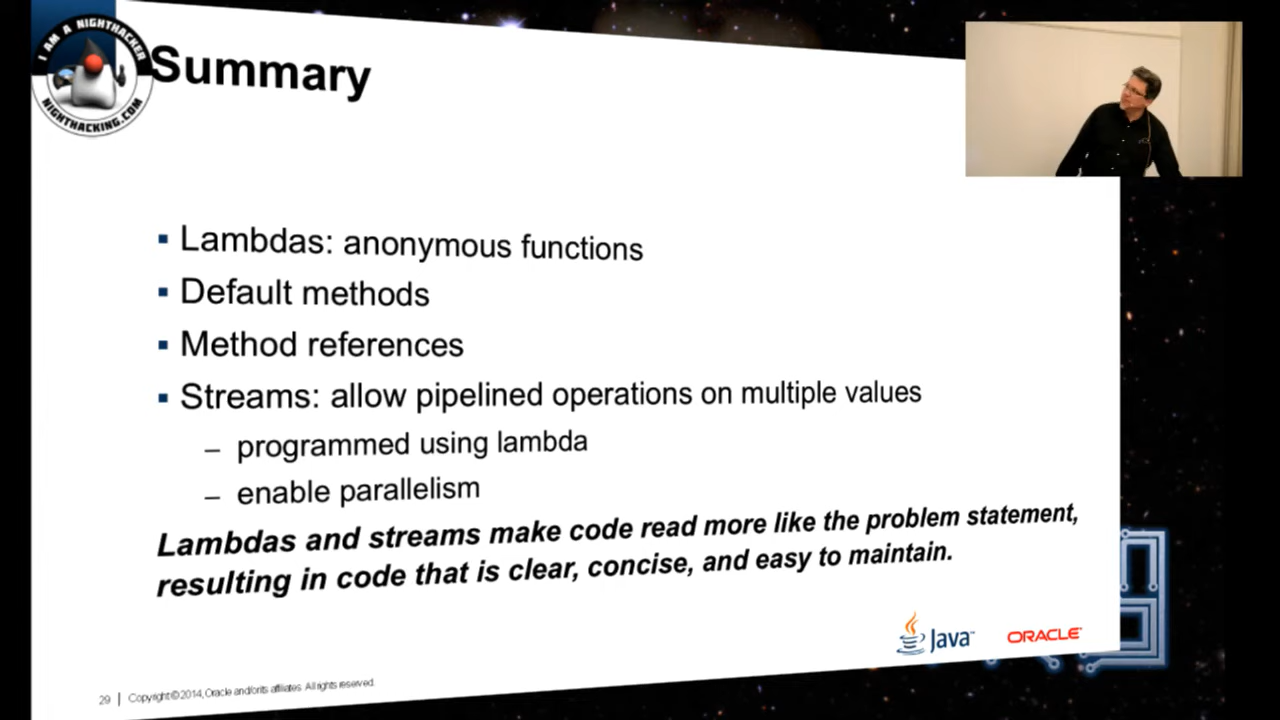 I AM A NIGHTHACKER
NIGHTHACKING.COM
Summary
Lambdas: anonymous functions
Default methods
Method references
Streams: allow pipelined operations on multiple values
– programmed using lambda
– enable parallelism
Lambdas and streams make code read more like the problem statement,
resulting in code that is clear, concise, and easy to maintain.
Java™
ORACLE
29 | Copyright © 2014, Oracle and/or its affiliates. All rights reserved.